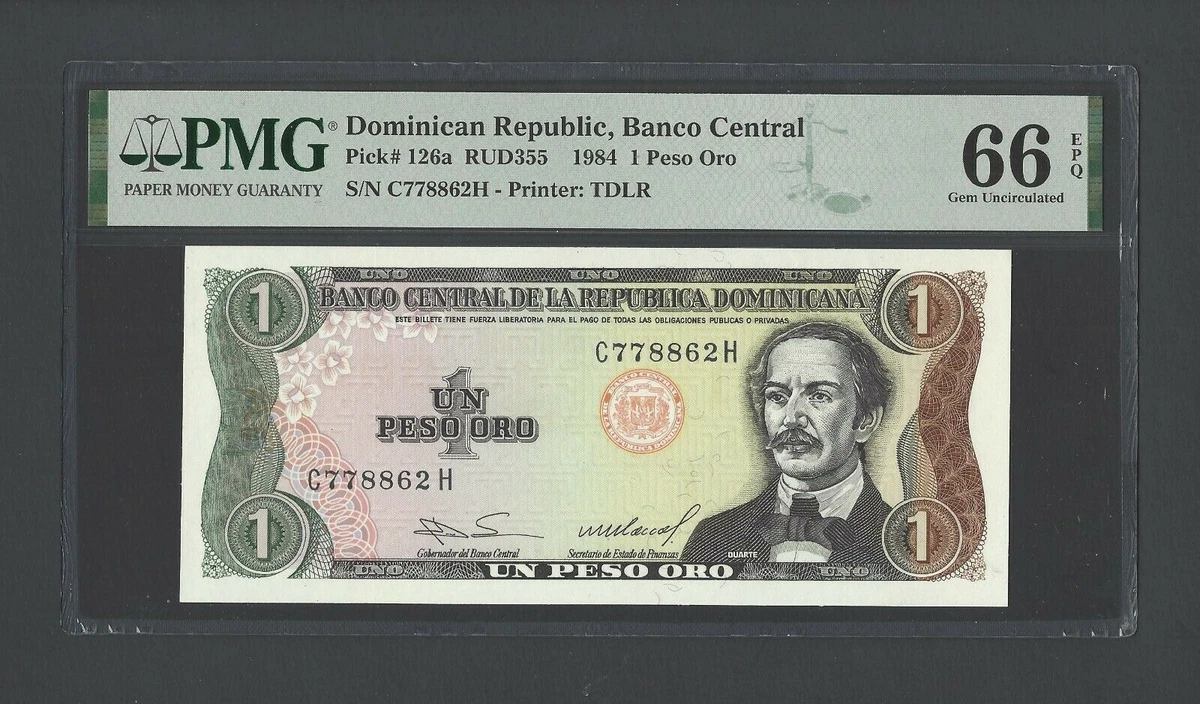 PMG®
PAPER MONEY GUARANTY
Dominican Republic, Banco Central
Pick# 126a RUD355 1984 1 Peso Oro
S/N C778862H - Printer: TDLR
66
EPQ
Gem Uncirculated
UNO UNO UNO
1 BANCO CENTRAL DE LA REPUBLICA DOMINICANA 1
ESTE BILLETE TIENE FUERZA LIBERATORIA PARA EL PAGO DE TODAS LAS OBLIGACIONES PUBLICAS O PRIVADAS
C778862H
1
UN
PESO ORO
C778862H
1 1
Gobernador del Banco Central Secretario de Estado de Finanzas DUARTE
UNO UN PESO ORO UNO